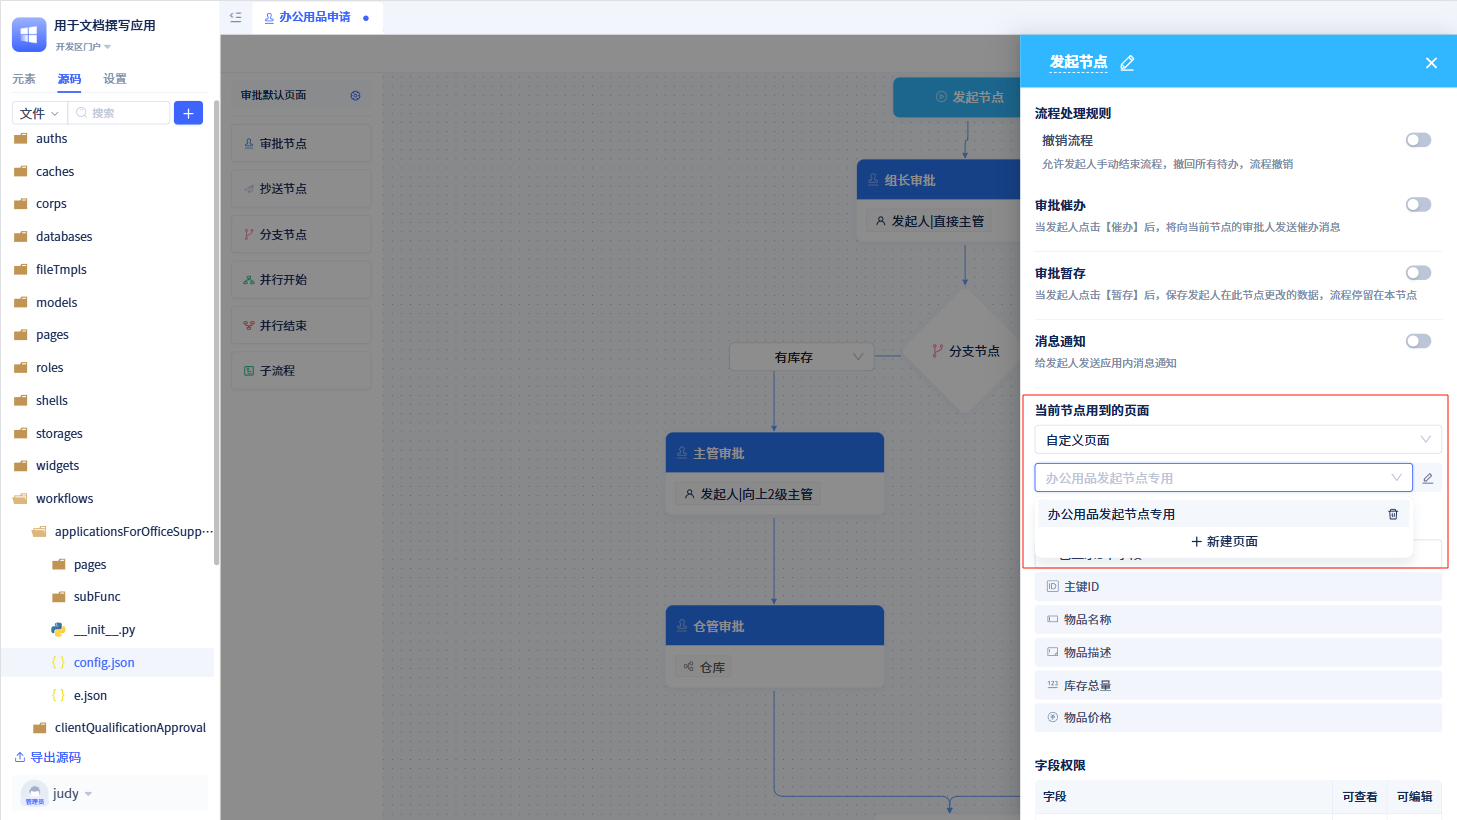 用于文档撰写应用
开发区门户
元素 源码 设置
文件 搜索
auths
caches
corps
databases
fileTmpls
models
pages
roles
shells
storages
widgets
workflows
applicationsForOfficeSupp···
pages
subFunc
__init__.py
config.json
e.json
clientQualificationApproval
导出源码
管理员 judy
办公用品申请
审批默认页面
审批节点
抄送节点
分支节点
并行开始
并行结束
子流程
发起节点
组长审批
发起人|直接主管
有库存
分支节点
主管审批
发起人|向上2级主管
仓管审批
仓库
发起节点
流程处理规则
撤销流程
允许发起人手动结束流程，撤回所有待办，流程撤销
审批催办
当发起人点击【催办】后，将向当前节点的审批人发送催办消息
审批暂存
当发起人点击【暂存】后，保存发起人在此节点更改的数据，流程停留在本节点
消息通知
给发起人发送应用内消息通知
当前节点用到的页面
自定义页面
办公用品发起节点专用
办公用品发起节点专用
新建页面
主键ID
物品名称
物品描述
123 库存总量
物品价格
字段权限
字段 可查看 可编辑